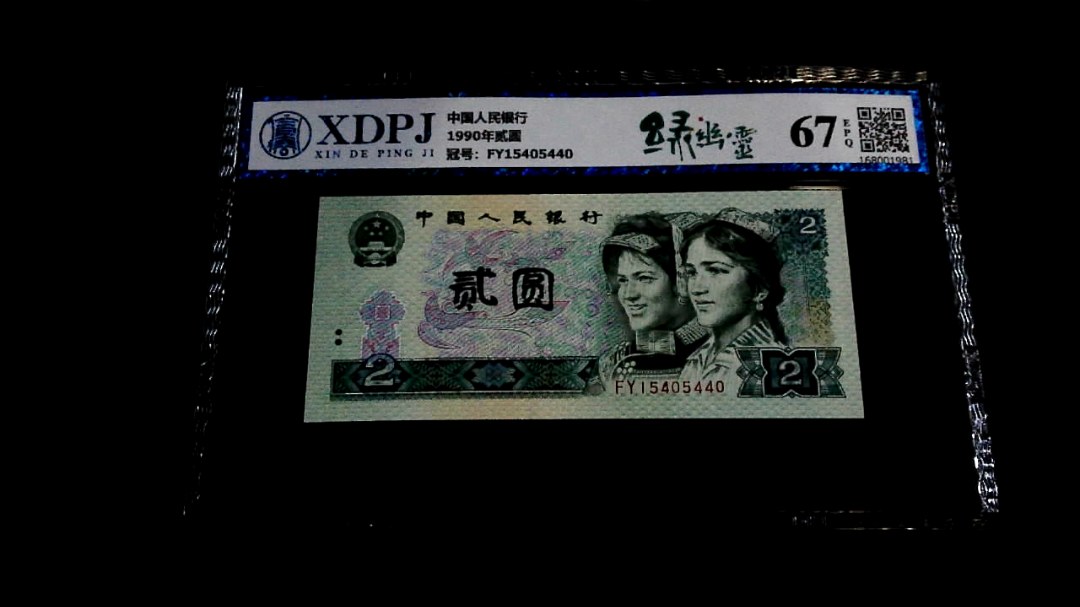 XDPJ
XIN DE PING JI
中国人民银行
1990年贰圆
冠号: FY15405440
绿幽灵
67
EPQ
168001981
中国人民银行
2
贰圆
2
FY15405440
2